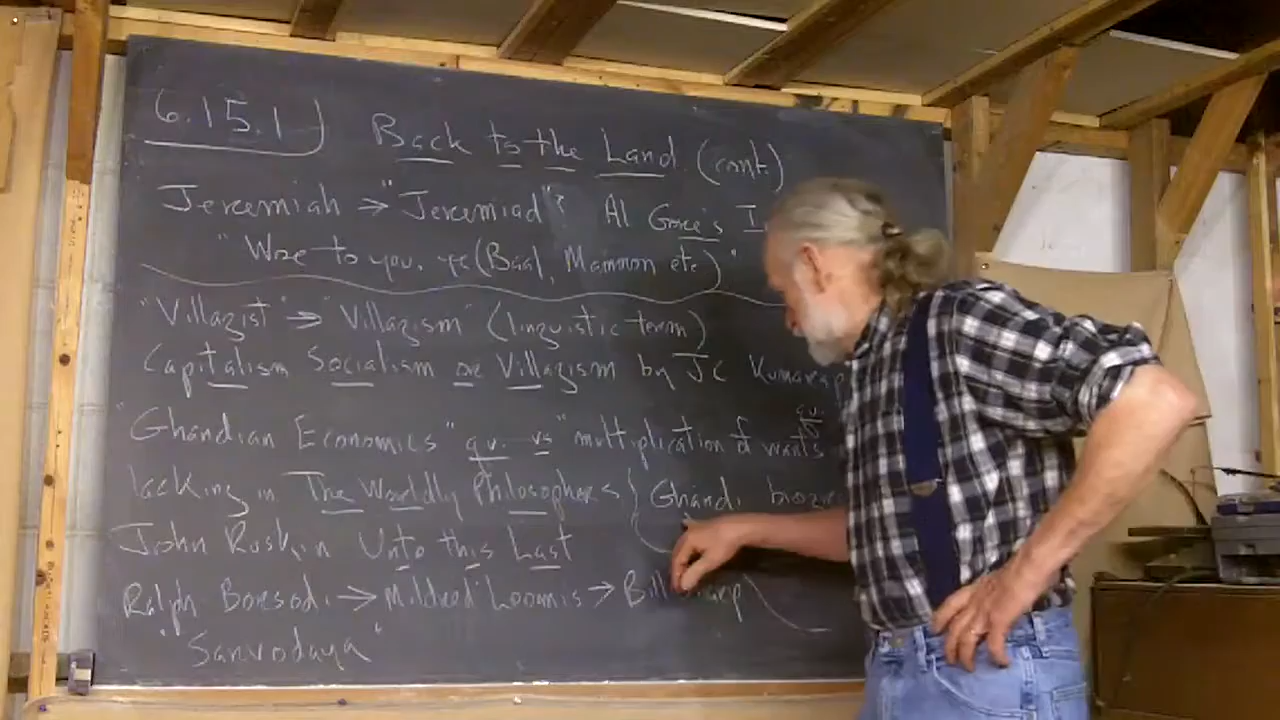 6.15.1 Back to the Land (cont.)
Jeremiah → "Jeremiad"? Al Gore's I
"Woe to you, ye (Baal, Mammon etc)"
"Villagist" → "Villagism" (linguistic term)
Capitalism Socialism or Villagism by JC Kumarap
"Ghandian Economics" q.v. vs "multiplication of wants q.v.
lacking in The Worldly Philosophers Ghandi
John Ruskin Unto this Last
Ralph Borsodi → Mildred Loomis → Bill Sharp
"Sarvodaya"